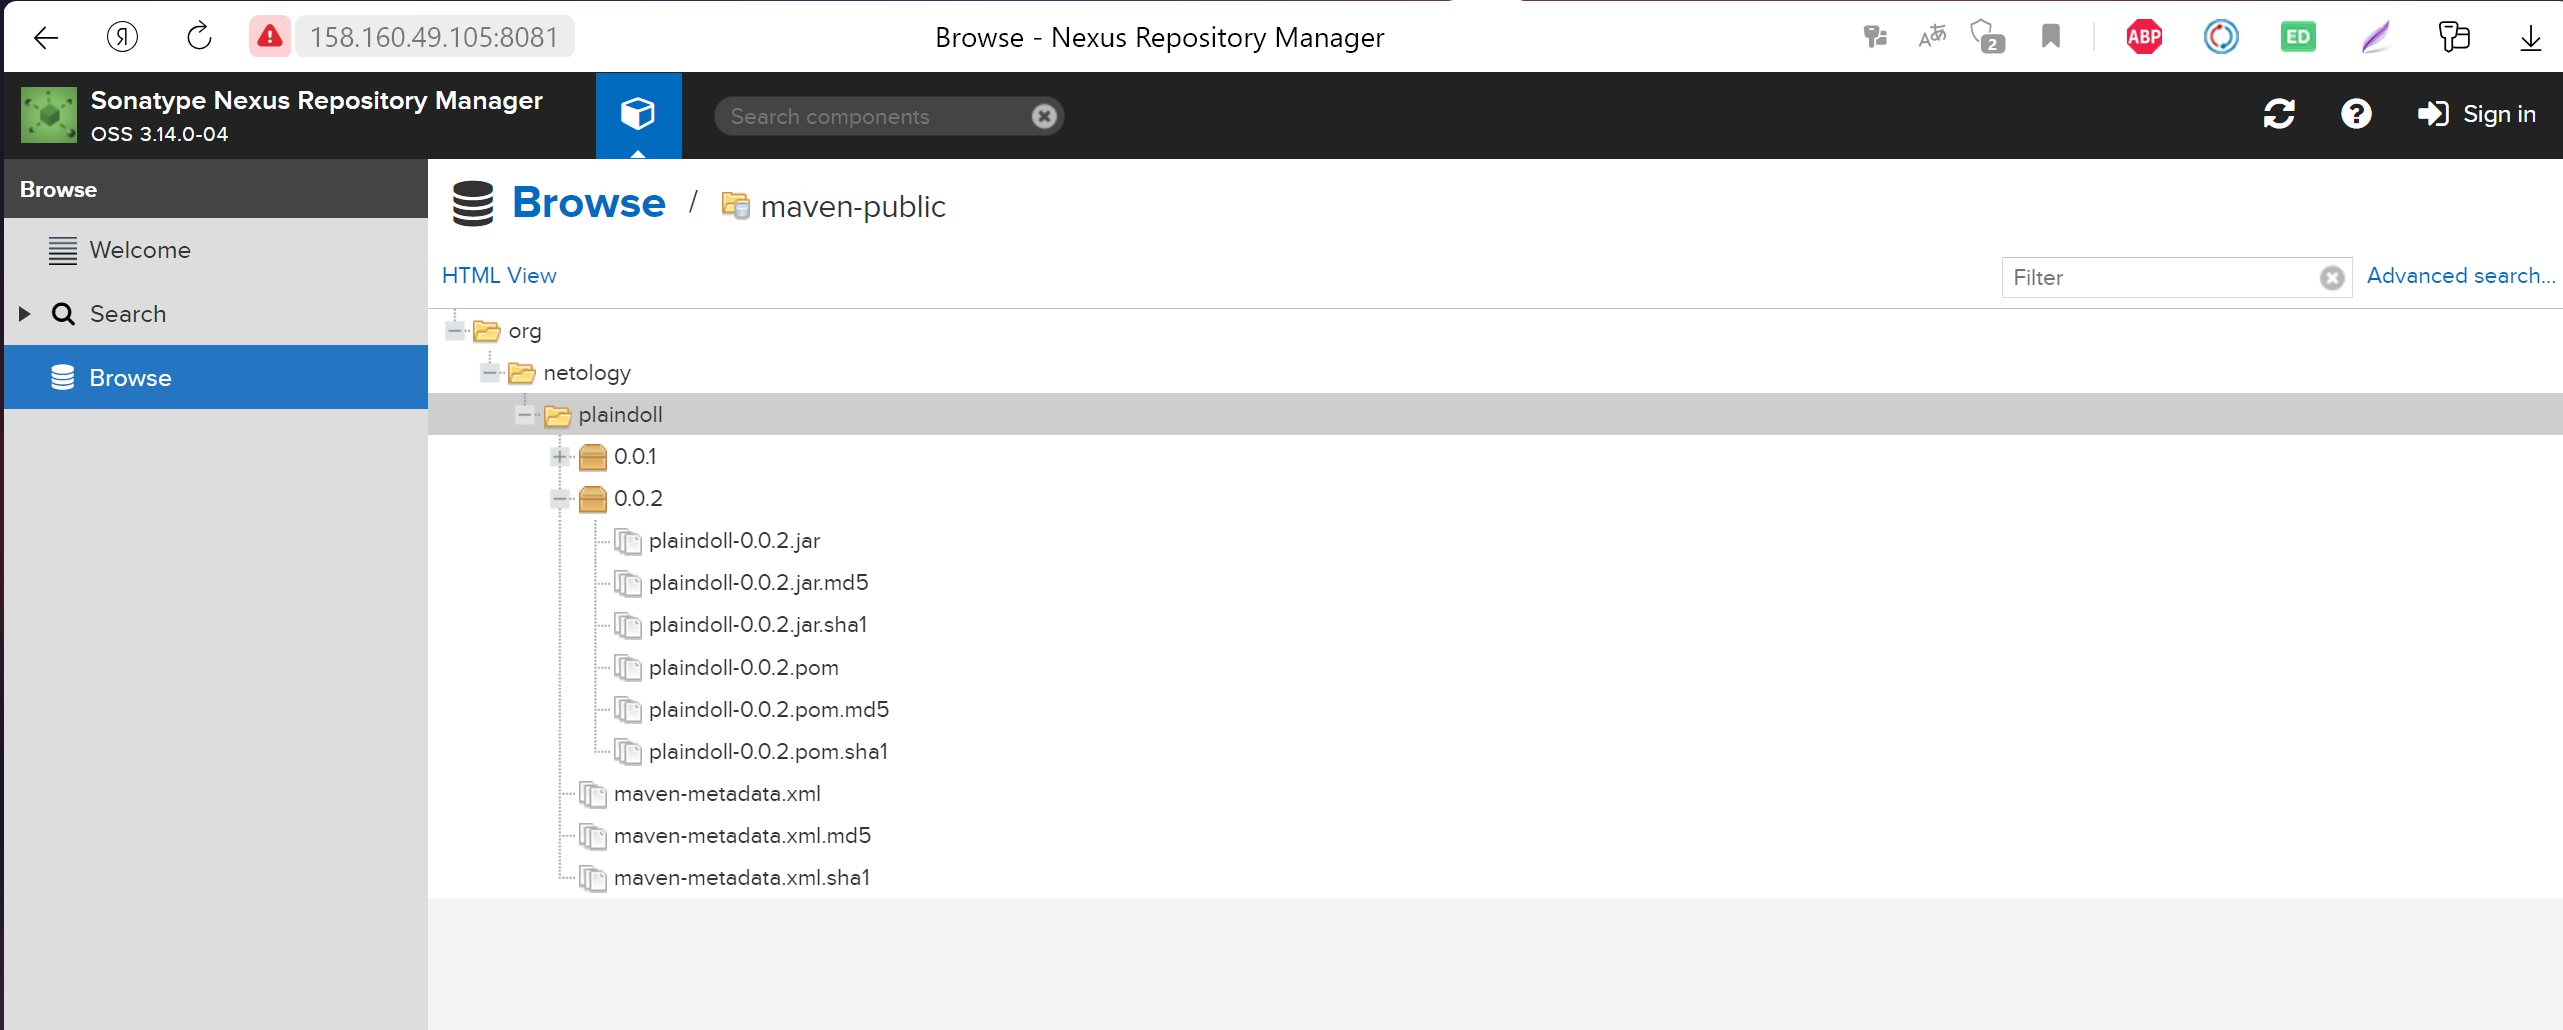 Я
158.160.49.105:8081
Browse - Nexus Repository Manager
Aあ
2
ABP
ED
Sonatype Nexus Repository Manager
OSS 3.14.0-04
Search components
Sign in
Browse
Welcome
Search
Browse
Browse / maven-public
HTML View
Filter
Advanced search...
org
netology
plaindoll
0.0.1
0.0.2
plaindoll-0.0.2.jar
plaindoll-0.0.2.jar.md5
plaindoll-0.0.2.jar.sha1
plaindoll-0.0.2.pom
plaindoll-0.0.2.pom.md5
plaindoll-0.0.2.pom.sha1
maven-metadata.xml
maven-metadata.xml.md5
maven-metadata.xml.sha1